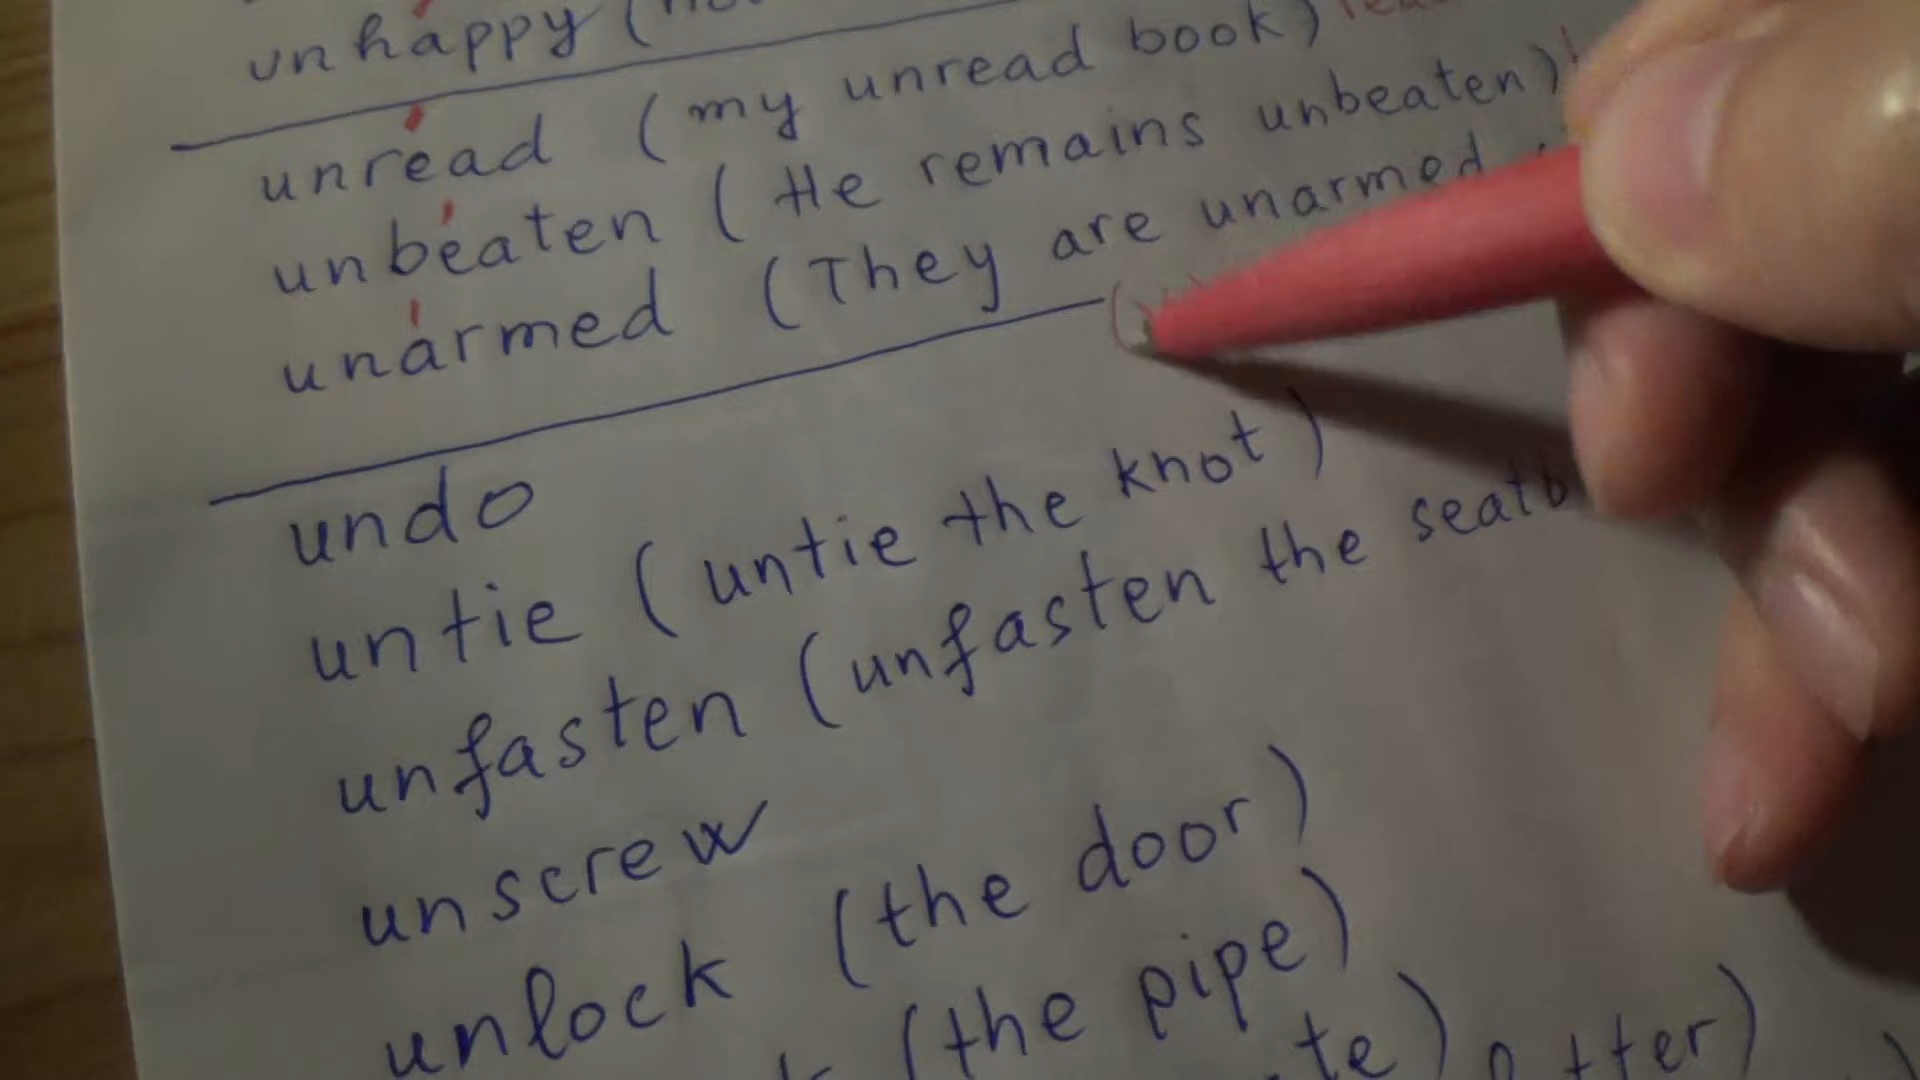 unhappy (
unread (my unread book)
unbeaten (He remains unbeaten)
unarmed (They are unarmed
undo
untie (untie the knot)
unfasten (unfasten the
unscrew
unlock (the door)
(the pipe)